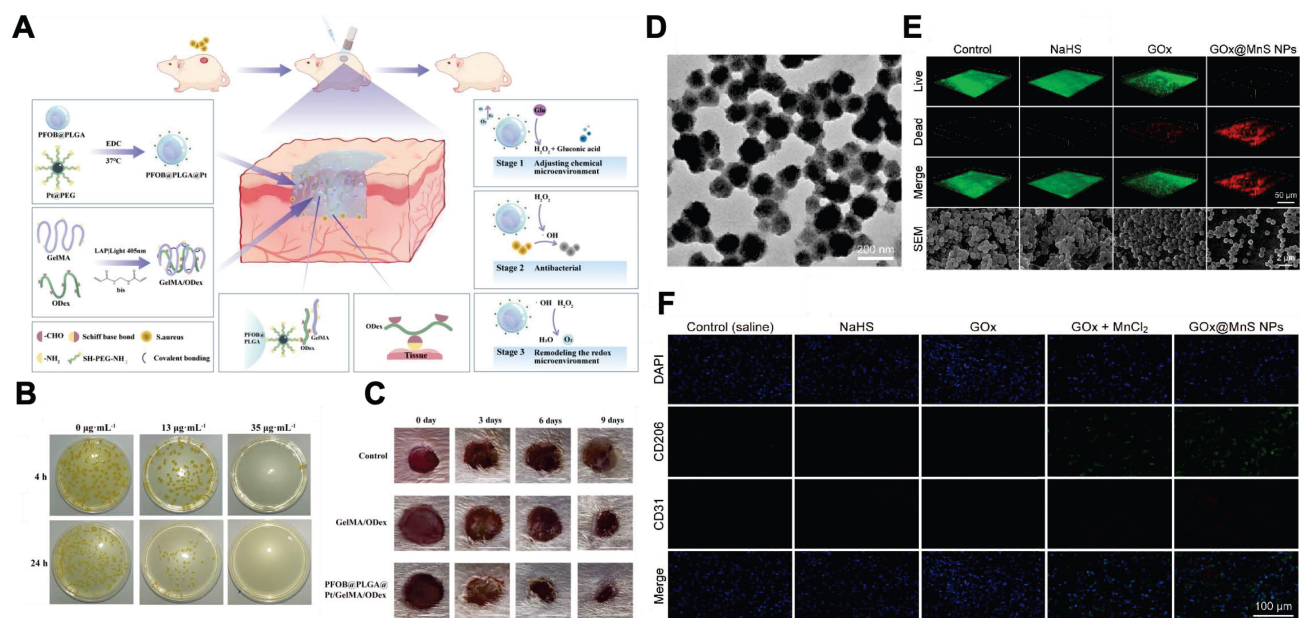 A
PFOB@PLGA
EDC
37℃
Pt@PEG
PFOB@PLGA@Pt
GelMA
LAP|Light 405nm
bis
GelMA/ODex
ODex
-CHO
Schiff base bond
S.aureus
-NH2
SH-PEG-NH2
Covalent bonding
PFOB@
PLGA
GelMA
ODex
ODex
Tissue
Glu
O2
H2O2 + Gluconic acid
Stage 1
Adjusting chemical
microenvironment
H2O2
· OH
Stage 2
Antibacterial
· OH H2O2
H2O O2
Stage 3
Remodeling the redox
microenvironment
B
0 μg·mL-1 13 μg·mL-1 35 μg·mL-1
4 h
24 h
C
0 day 3 days 6 days 9 days
Control
GelMA/ODex
PFOB@PLGA@
Pt/GelMA/ODex
D
200 nm
E
Control NaHS GOx GOx@MnS NPs
Live
Dead
Merge
50 μm
SEM
2 μm
F
Control (saline) NaHS GOx GOx + MnCl2 GOx@MnS NPs
DAPI
CD206
CD31
Merge
100 μm